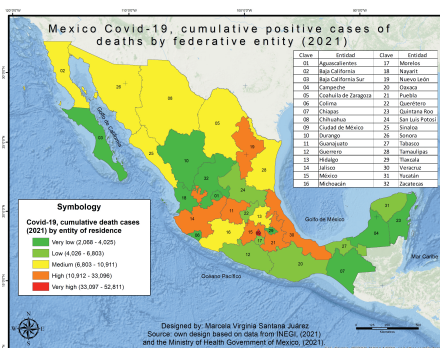 Mexico Covid-19, cumulative positive cases of
deaths by federative entity (2021)
Clave Entidad Clave Entidad
01 Aguascalientes 17 Morelos
02 Baja California 18 Nayarit
03 Baja California Sur 19 Nuevo León
04 Campeche 20 Oaxaca
05 Coahuila de Zaragoza 21 Puebla
06 Colima 22 Querétero
07 Chiapas 23 Quintana Roo
08 Chihuahua 24 San Luis Potosí
09 Ciudad de México 25 Sinaloa
10 Durango 26 Sonora
11 Guanajuato 27 Tabasco
12 Guerrero 28 Tamaulipas
13 Hidalgo 29 Tlaxcala
14 Jalisco 30 Veracruz
15 México 31 Yucatán
16 Michoacán 32 Zacatecas
Golfo de California
Golfo de México
Mar Caribe
Océano Pacífico
Symbology
Covid-19, cumulative death cases
(2021) by entity of residence
Very low (2,068 - 4,025)
Low (4,026 - 6,803)
Medium (6,803 - 10,911)
High (10,912 - 33,096)
Very high (33,097 - 52,811)
Designed by: Marcela Virginia Santana Juárez
Source: own design based on data from INEGI, (2021)
and the Ministry of Health Government of Mexico, (2021).